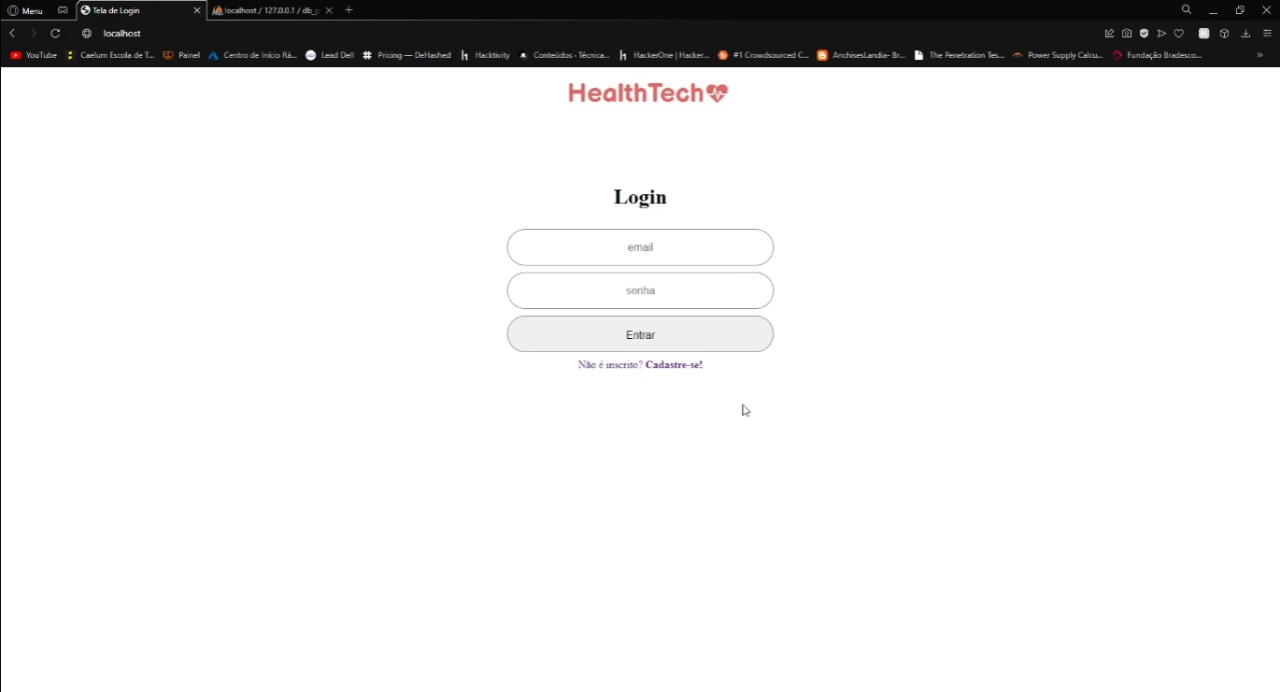 Menu
Tela de Login
localhost / 127.0.0.1 / db_p
localhost
YouTube
Caelum Escola de T...
Painel
Centro de Início Rá...
Lead Dell
Pricing — DeHashed
Hacktivity
Conteúdos - Técnica...
HackerOne | Hacker...
#1 Crowdsourced C...
AnchisesLandia- Br...
The Penetration Tes...
Power Supply Calcu...
Fundação Bradesco...
HealthTech
Login
email
senha
Entrar
Não é inscrito? Cadastre-se!